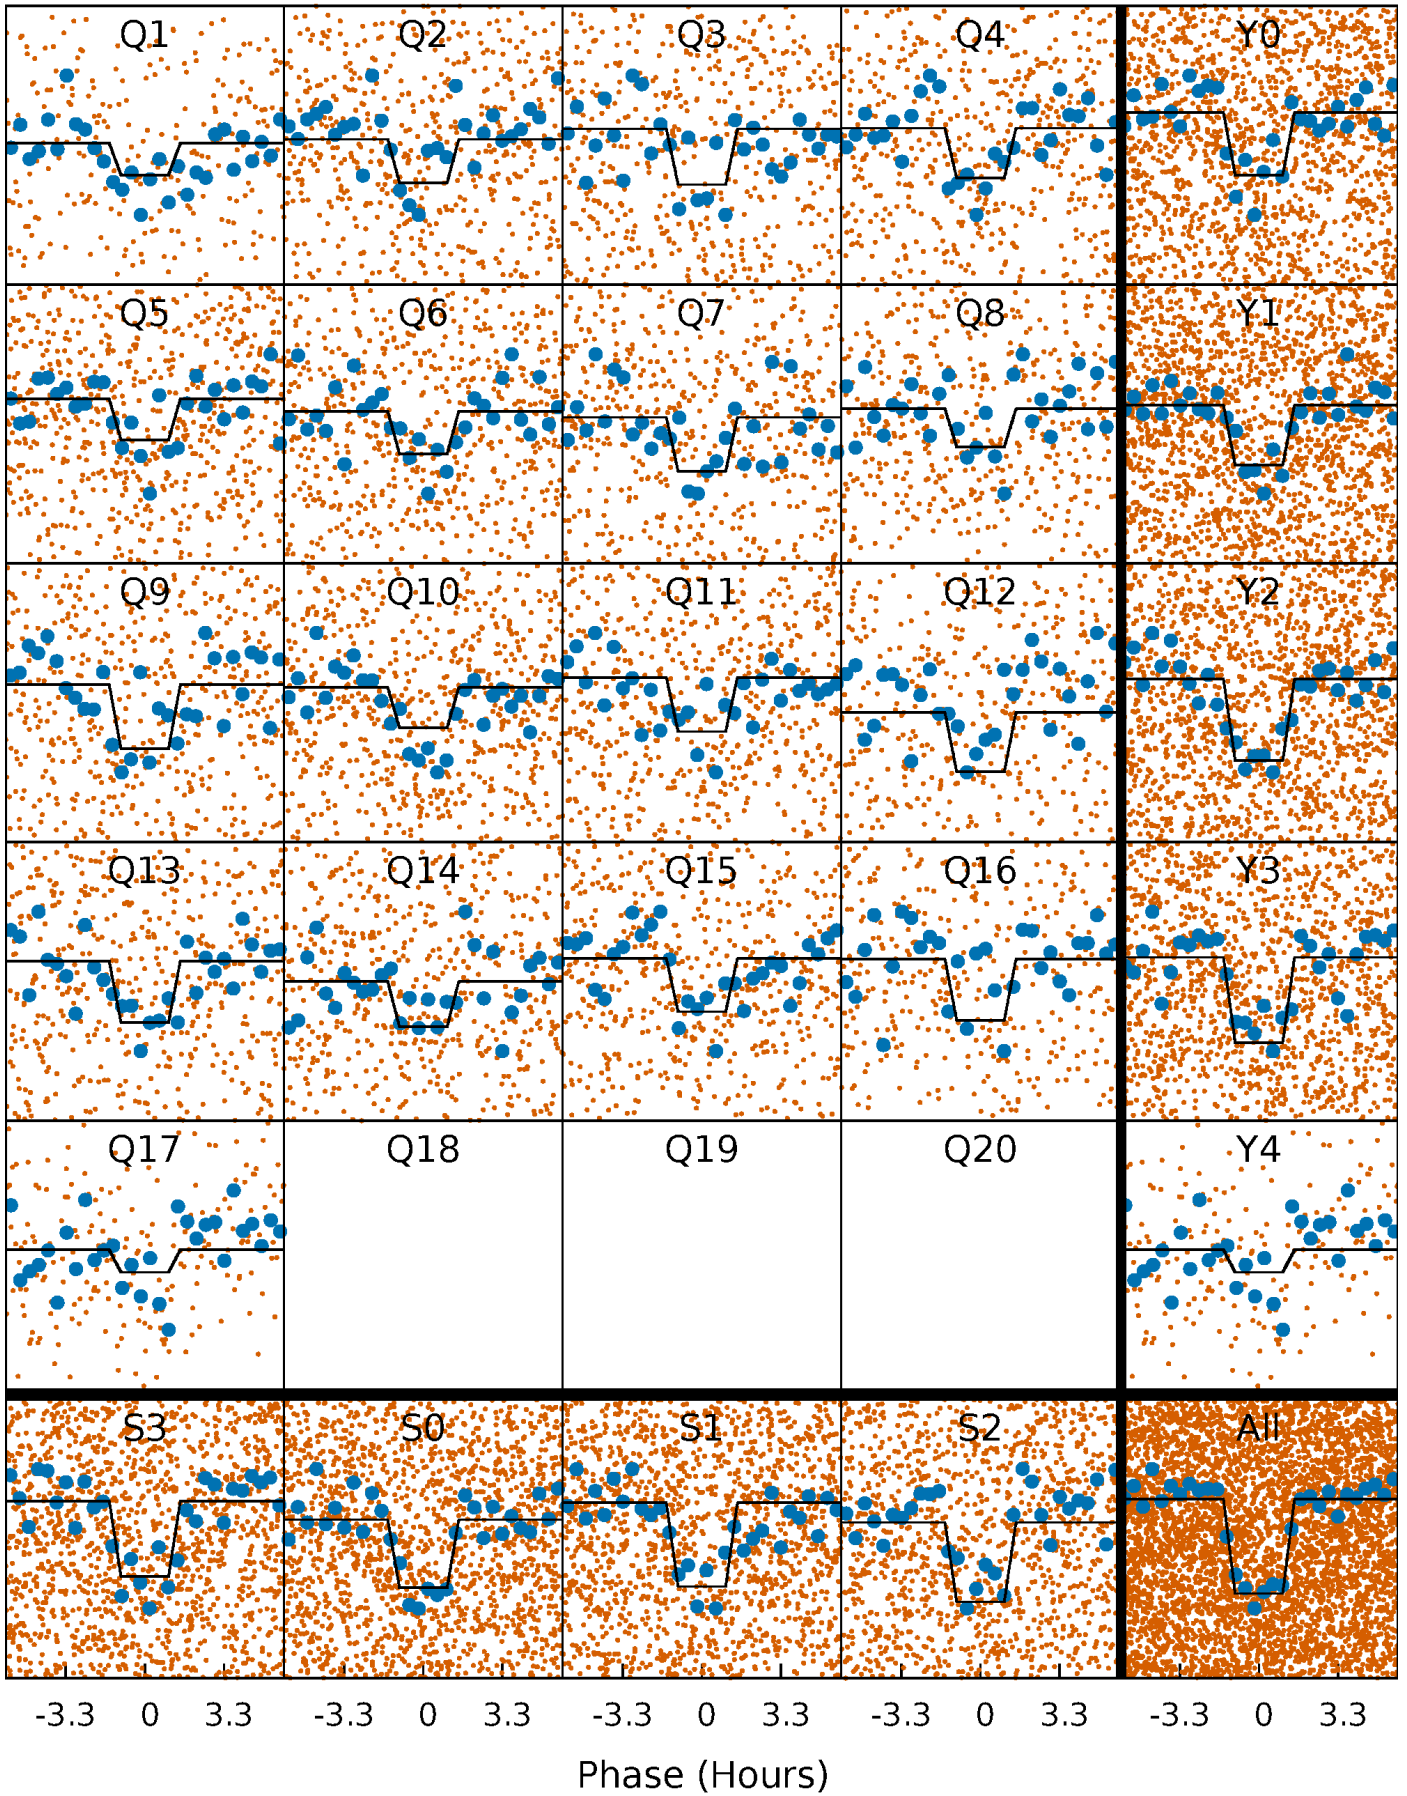 Q1 Q2 Q3 Q4 Y0
Q5 Q6 Q7 Q8 Y1
Q9 Q10 Q11 Q12 Y2
Q13 Q14 Q15 Q16 Y3
Q17 Q18 Q19 Q20 Y4
S3 S0 S1 S2 All
-3.3 0 3.3 -3.3 0 3.3 -3.3 0 3.3 -3.3 0 3.3 -3.3 0 3.3
Phase (Hours)